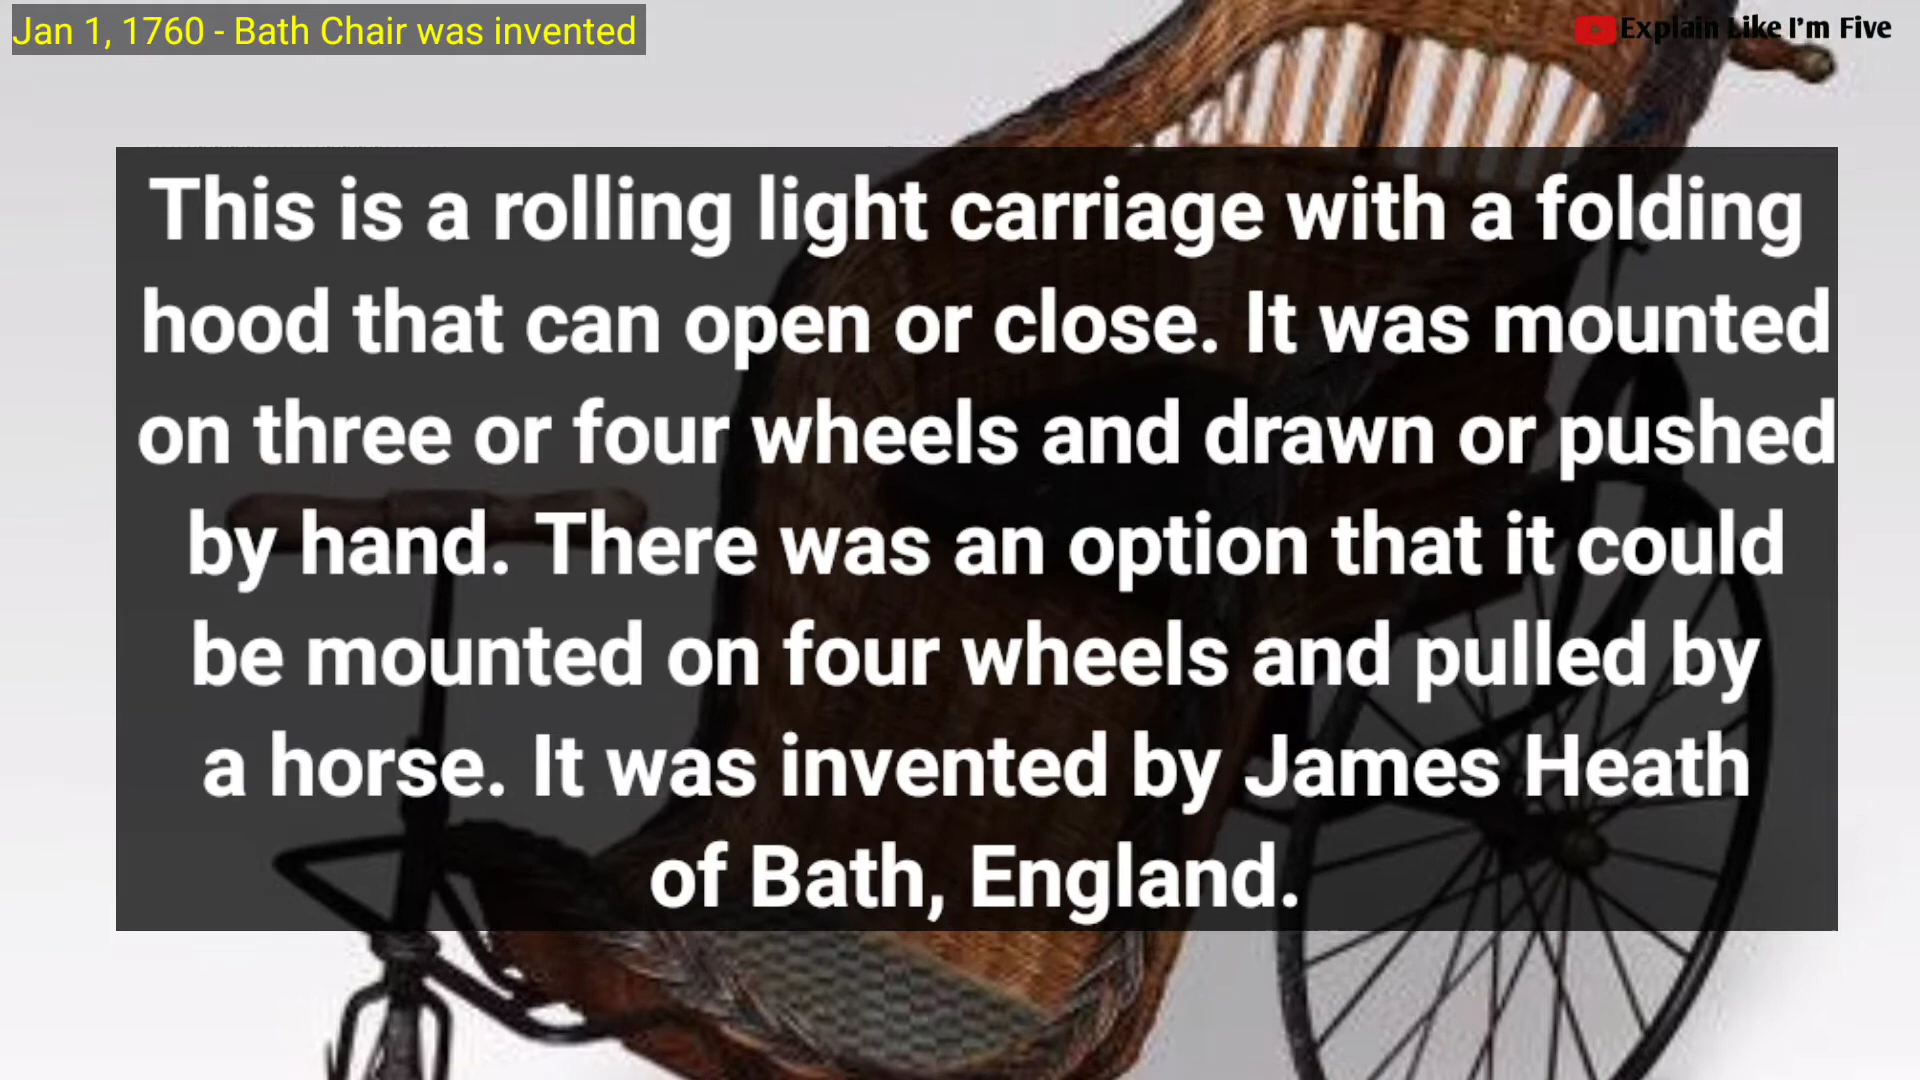 Jan 1, 1760 - Bath Chair was invented
Explain Like I'm Five
This is a rolling light carriage with a folding
hood that can open or close. It was mounted
on three or four wheels and drawn or pushed
by hand. There was an option that it could
be mounted on four wheels and pulled by
a horse. It was invented by James Heath
of Bath, England.